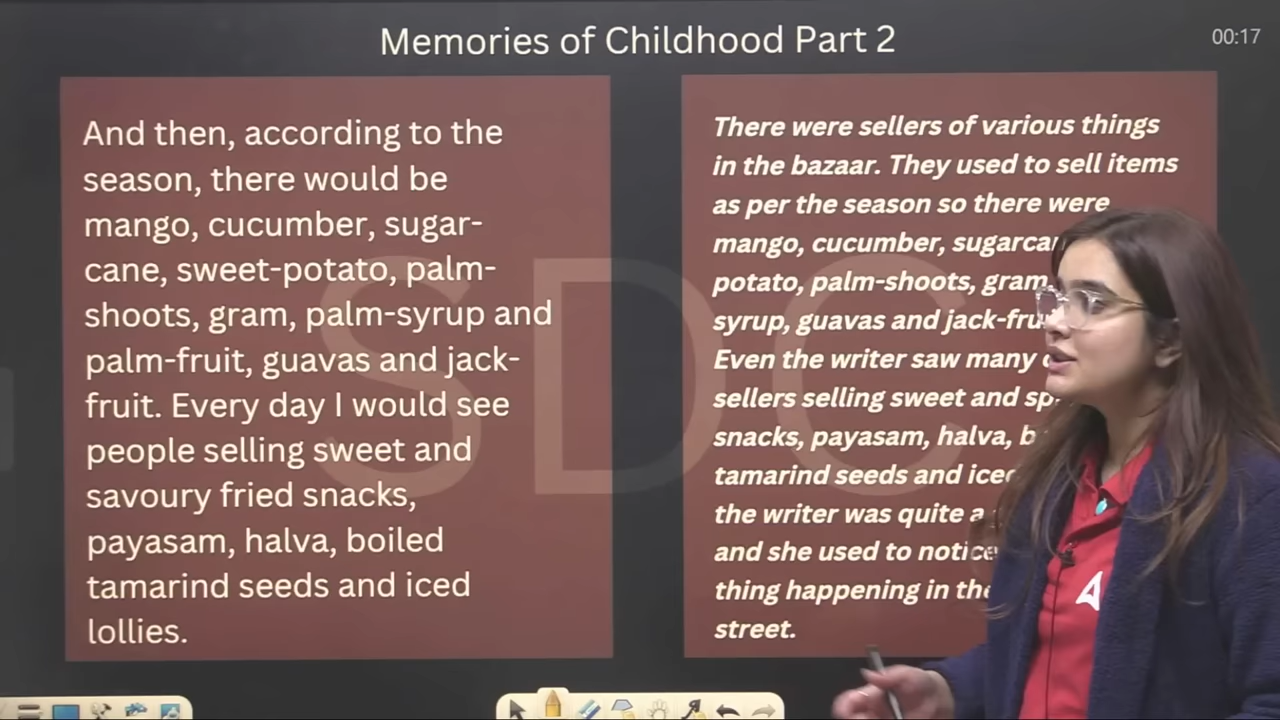 Memories of Childhood Part 2
00:17
And then, according to the
season, there would be
mango, cucumber, sugar-
cane, sweet-potato, palm-
shoots, gram, palm-syrup and
palm-fruit, guavas and jack-
fruit. Every day I would see
people selling sweet and
savoury fried snacks,
payasam, halva, boiled
tamarind seeds and iced
lollies.
There were sellers of various things
in the bazaar. They used to sell items
as per the season so there were
mango, cucumber,
potato, palm-shoots, gram,
syrup, guavas and
Even the writer saw many
sellers selling sweet and
snacks, payasam, halva,
tamarind seeds and
the writer was quite a
and she used to notice
thing happening in the
street.
SDC